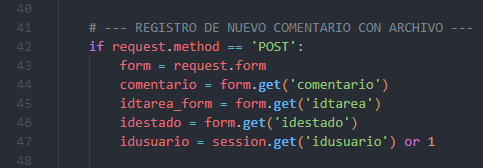 40
41 # --- REGISTRO DE NUEVO COMENTARIO CON ARCHIVO ---
42 if request.method == 'POST':
43 form = request.form
44 comentario = form.get('comentario')
45 idtarea_form = form.get('idtarea')
46 idestado = form.get('idestado')
47 idusuario = session.get('idusuario') or 1
48